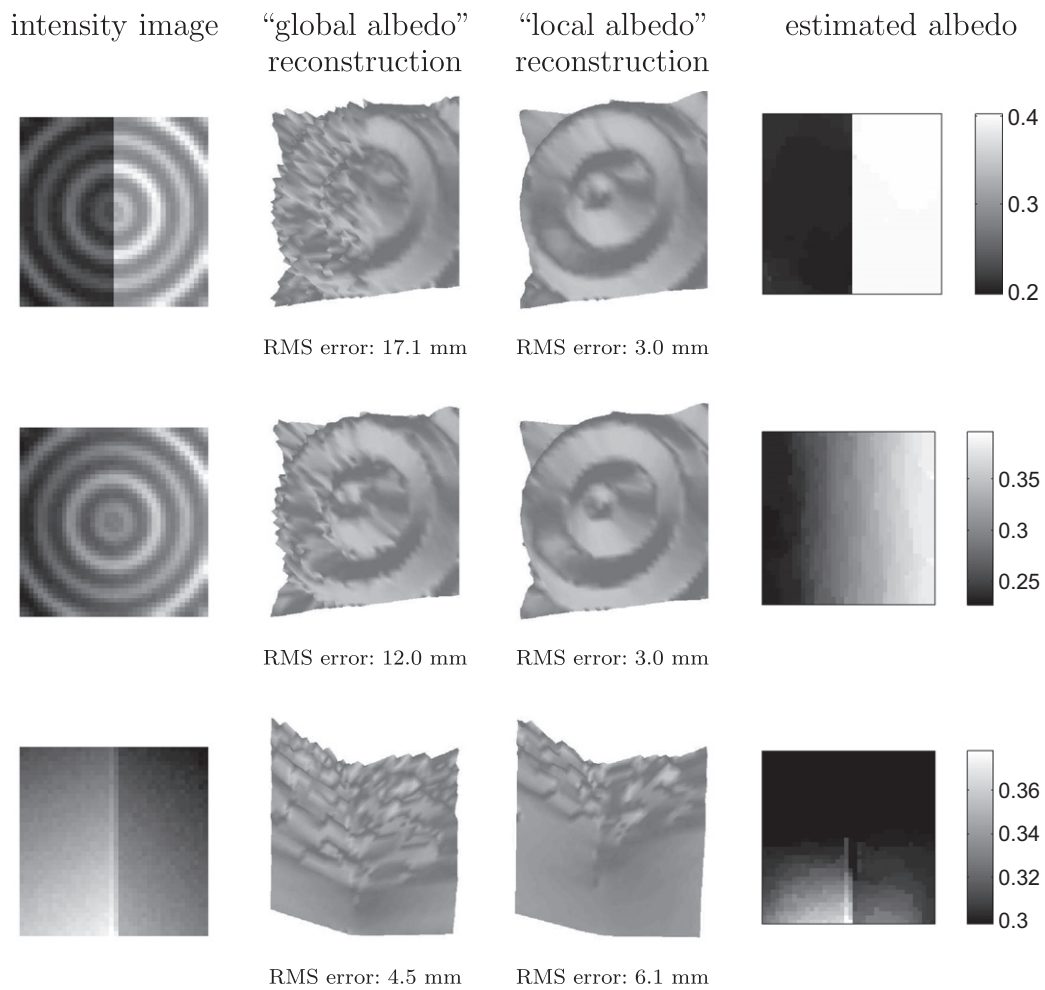 intensity image
“global albedo”
reconstruction
“local albedo”
reconstruction
estimated albedo
0.4
0.3
0.2
RMS error: 17.1 mm
RMS error: 3.0 mm
0.35
0.3
0.25
RMS error: 12.0 mm
RMS error: 3.0 mm
0.36
0.34
0.32
0.3
RMS error: 4.5 mm
RMS error: 6.1 mm